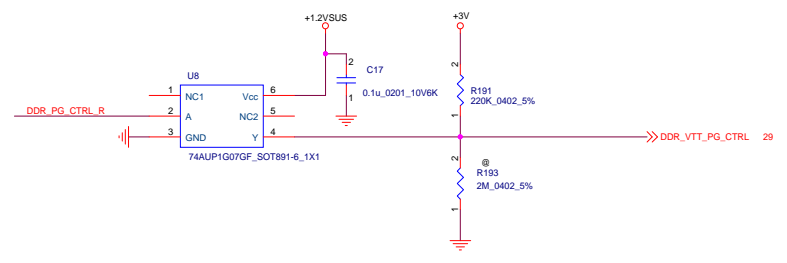 +1.2VSUS
+3V
U8
2
C17
0.1u_0201_10V6K
1
1
NC1
Vcc
6
DDR_PG_CTRL_R
2
A
NC2
5
3
GND
Y
4
74AUP1G07GF_SOT891-6_1X1
2
R191
220K_0402_5%
1
DDR_VTT_PG_CTRL 29
2
@
R193
2M_0402_5%
1